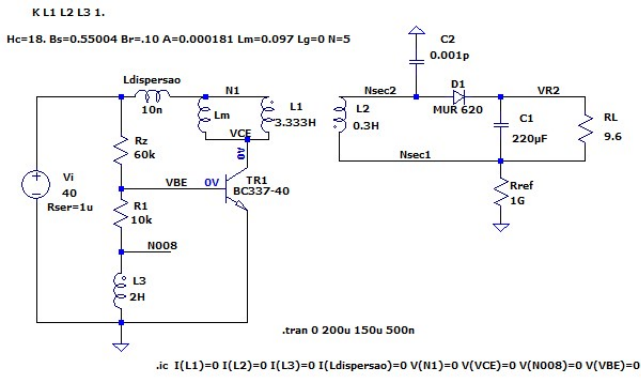 K L1 L2 L3 1.
Hc=18. Bs=0.55004 Br=.10 A=0.000181 Lm=0.097 Lg=0 N=5
C2
0.001p
Ldispersao
10n
N1
Lm
L1
3.333H
VCE
Nsec2
L2
0.3H
D1
MUR 620
VR2
C1
220µF
RL
9.6
Nsec1
Rref
1G
Rz
60k
Vi
40
Rser=1u
VBE
0V
A0
TR1
BC337-40
R1
10k
N008
L3
2H
.tran 0 200u 150u 500n
.ic I(L1)=0 I(L2)=0 I(L3)=0 I(Ldispersao)=0 V(N1)=0 V(VCE)=0 V(N008)=0 V(VBE)=0